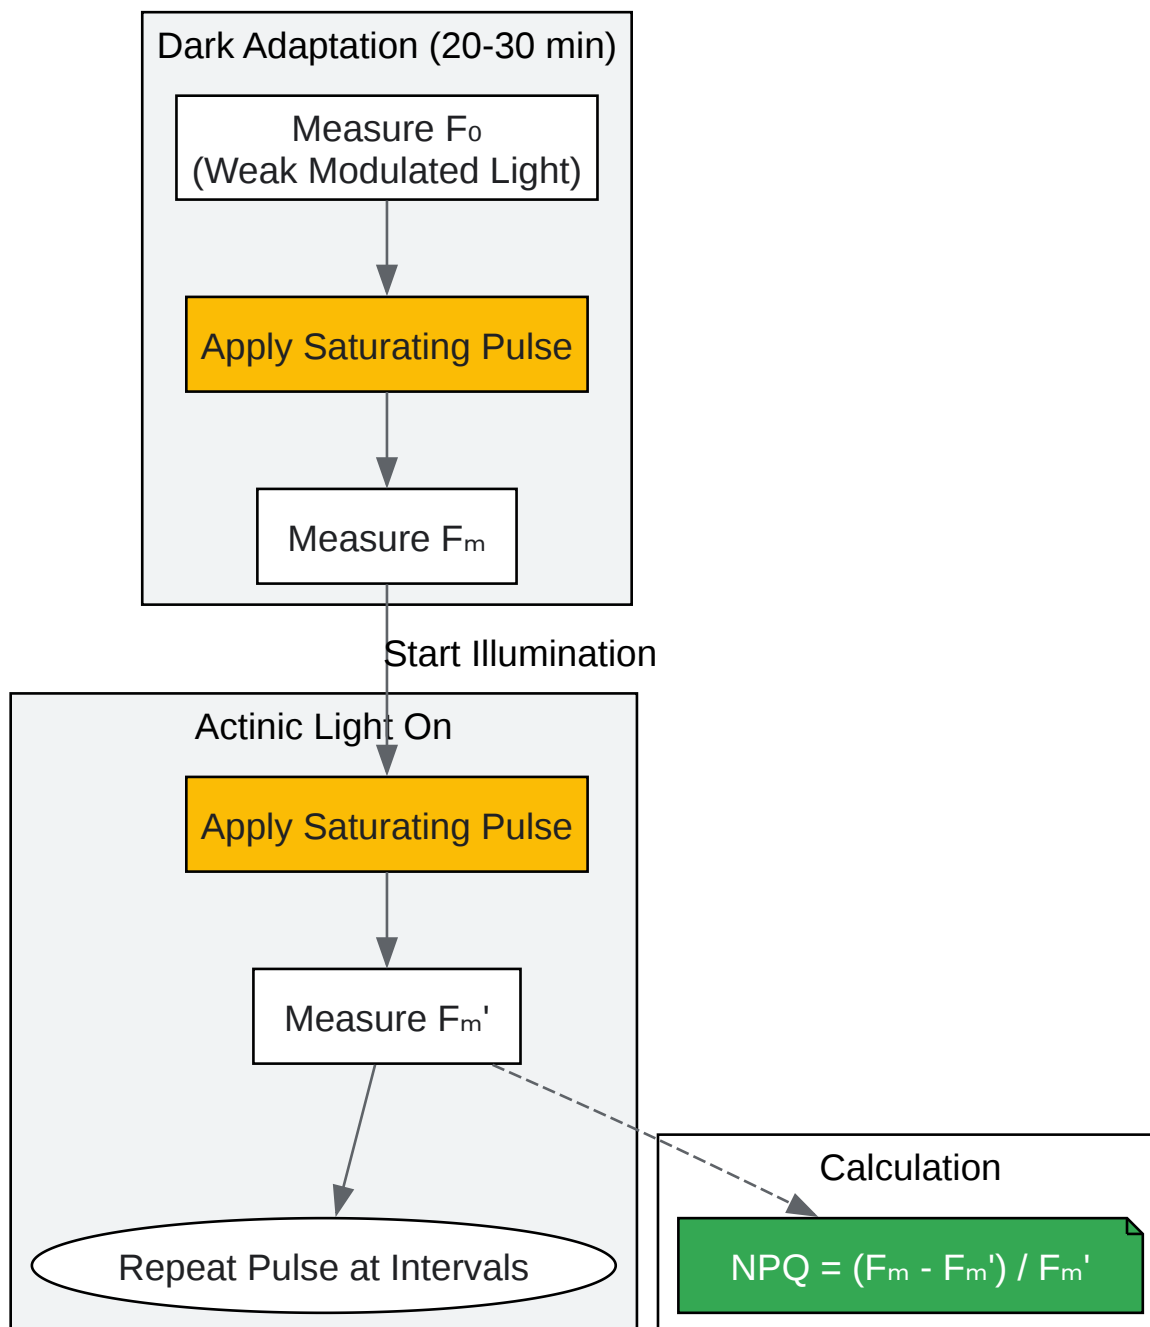 Dark Adaptation (20-30 min)
Measure F₀
(Weak Modulated Light)
Apply Saturating Pulse
Measure Fₘ
Start Illumination
Actinic Light On
Apply Saturating Pulse
Measure Fₘ'
Repeat Pulse at Intervals
Calculation
NPQ = (Fₘ - Fₘ') / Fₘ'